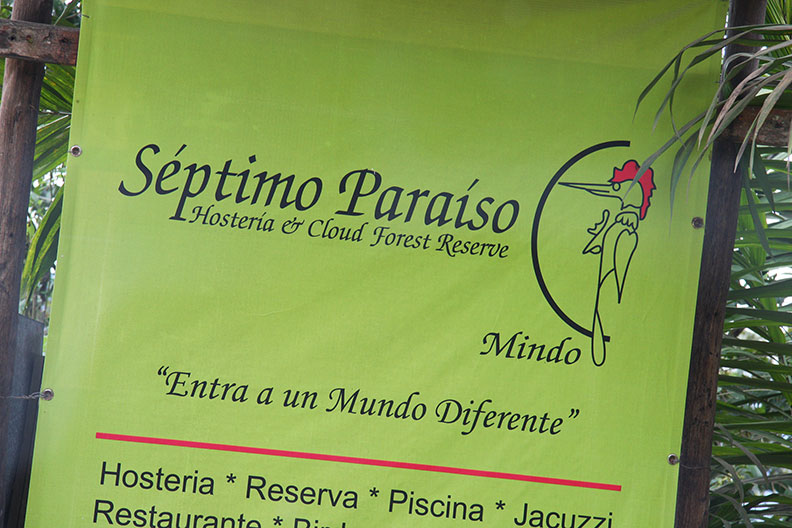 Séptimo Paraíso
Hostería & Cloud Forest Reserve
Mindo
“Entra a un Mundo Diferente”
Hosteria * Reserva * Piscina * Jacuzzi
Restaurante *